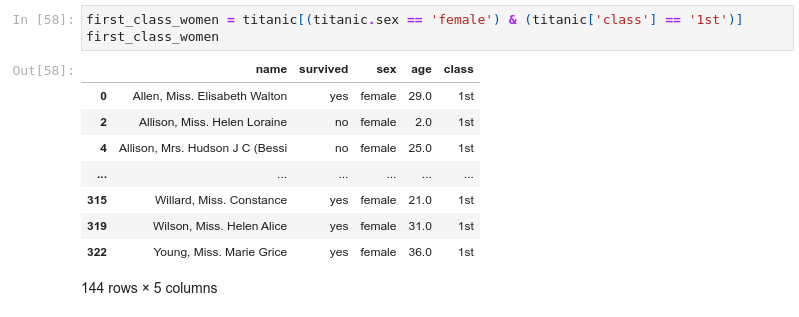 In [58]: first_class_women = titanic[(titanic.sex == 'female') & (titanic['class'] == '1st')]
first_class_women
Out[58]:
name survived sex age class
0 Allen, Miss. Elisabeth Walton yes female 29.0 1st
2 Allison, Miss. Helen Loraine no female 2.0 1st
4 Allison, Mrs. Hudson J C (Bessi no female 25.0 1st
... ... ... ... ... ...
315 Willard, Miss. Constance yes female 21.0 1st
319 Wilson, Miss. Helen Alice yes female 31.0 1st
322 Young, Miss. Marie Grice yes female 36.0 1st
144 rows × 5 columns